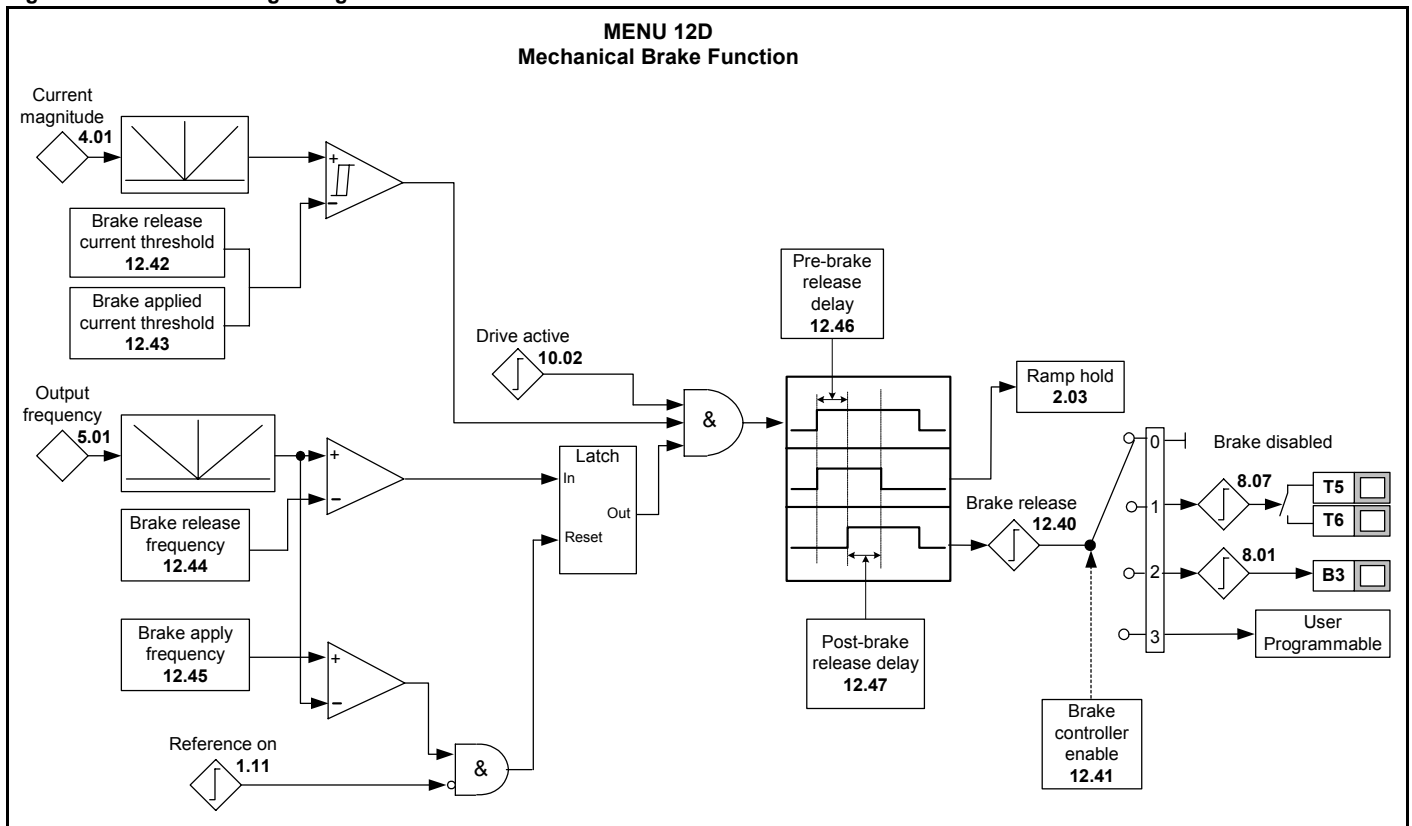 MENU 12D
Mechanical Brake Function
Current
magnitude
4.01
+
−
Brake release
current threshold
12.42
Brake applied
current threshold
12.43
Drive active
10.02
Output
frequency
5.01
+
−
Brake release
frequency
12.44
Latch
In
Out
Reset
&
Brake apply
frequency
12.45
+
−
Reference on
1.11
&
Pre-brake
release
delay
12.46
Ramp hold
2.03
Brake release
12.40
Post-brake
release delay
12.47
0
Brake disabled
1
8.07
T5
T6
2
8.01
B3
3
User
Programmable
Brake
controller
enable
12.41